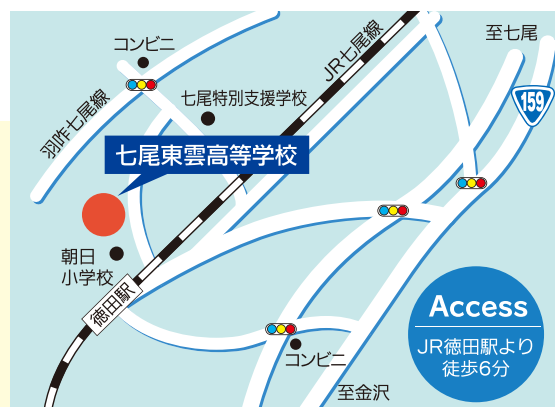 コンビニ
至七尾
JR七尾線
159
羽咋七尾線
七尾特別支援学校
七尾東雲高等学校
朝日
小学校
徳田駅
コンビニ
至金沢
Access
JR徳田駅より
徒歩6分